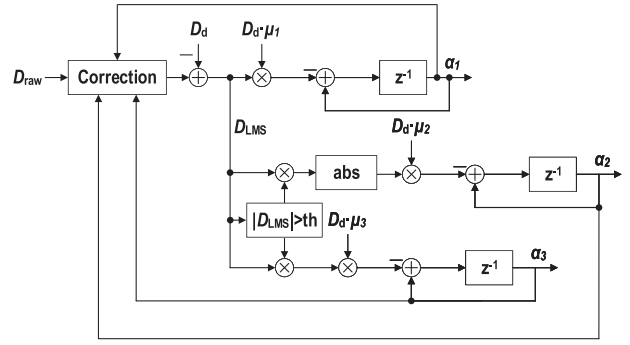 α1
Dd
Dd·μ1
Draw
Correction
z-1
DLMS
Dd·μ2
α2
abs
z-1
|DLMS|>th
Dd·μ3
α3
z-1